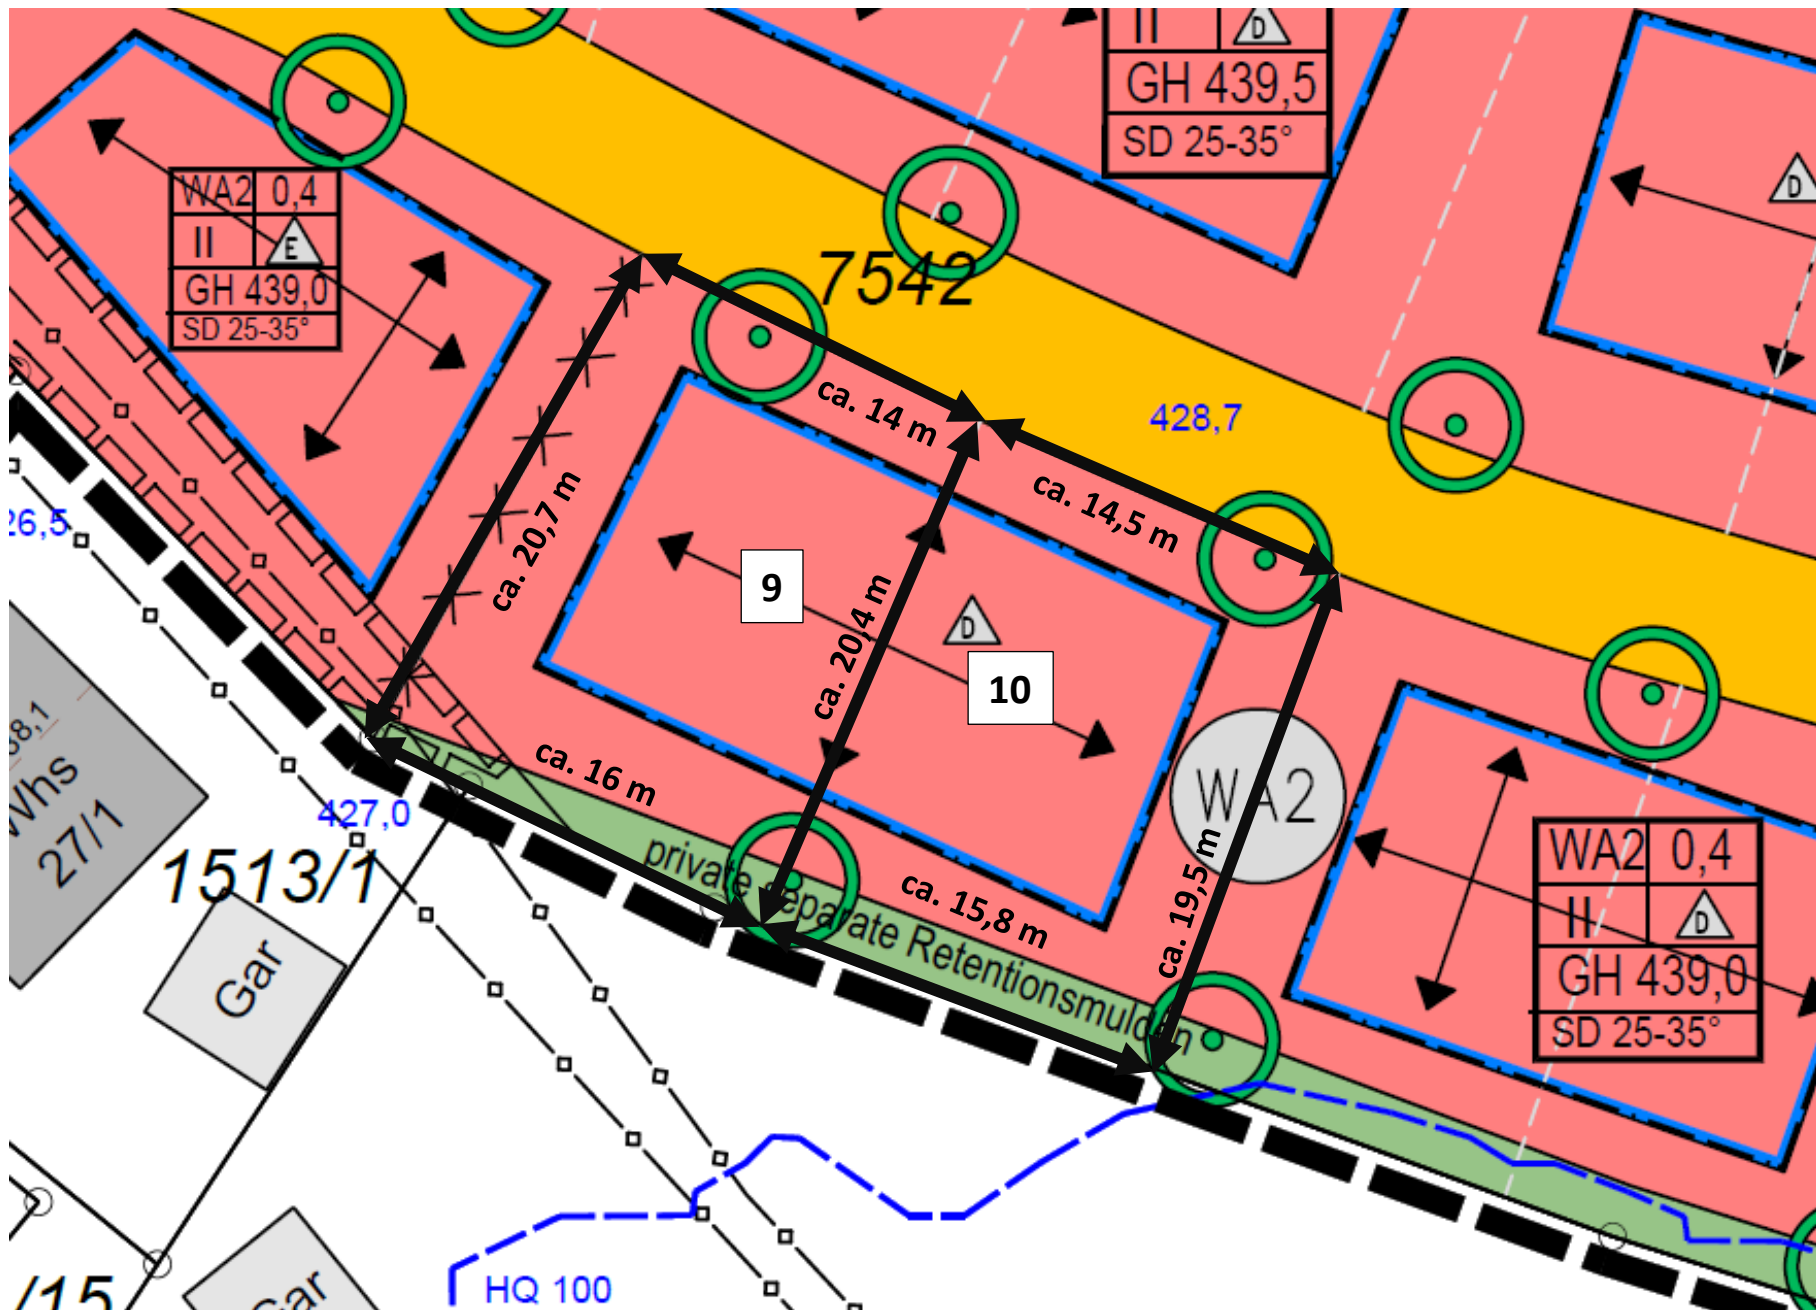 II
D
GH 439,5
SD 25-35°
WA2 0,4
II
E
GH 439,0
SD 25-35°
D
7542
428,7
ca. 14 m
ca. 14,5 m
ca. 20,7 m
9
ca. 20,4 m
D
10
26,5
ca. 16 m
WA2
427,0
Whs
27/1
1513/1
private separate Retentionsmulden
ca. 15,8 m
ca. 19,5 m
WA2 0,4
II
D
GH 439,0
SD 25-35°
Gar
HQ 100
/15
Gar